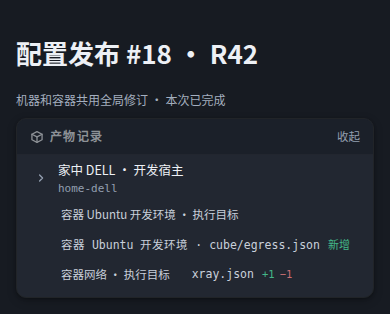 配置发布 #18 · R42
机器和容器共用全局修订 · 本次已完成
产物记录 收起
家中 DELL · 开发宿主
home-dell
容器 Ubuntu 开发环境 · 执行目标
容器 Ubuntu 开发环境 · cube/egress.json 新增
容器网络 · 执行目标 xray.json +1 −1